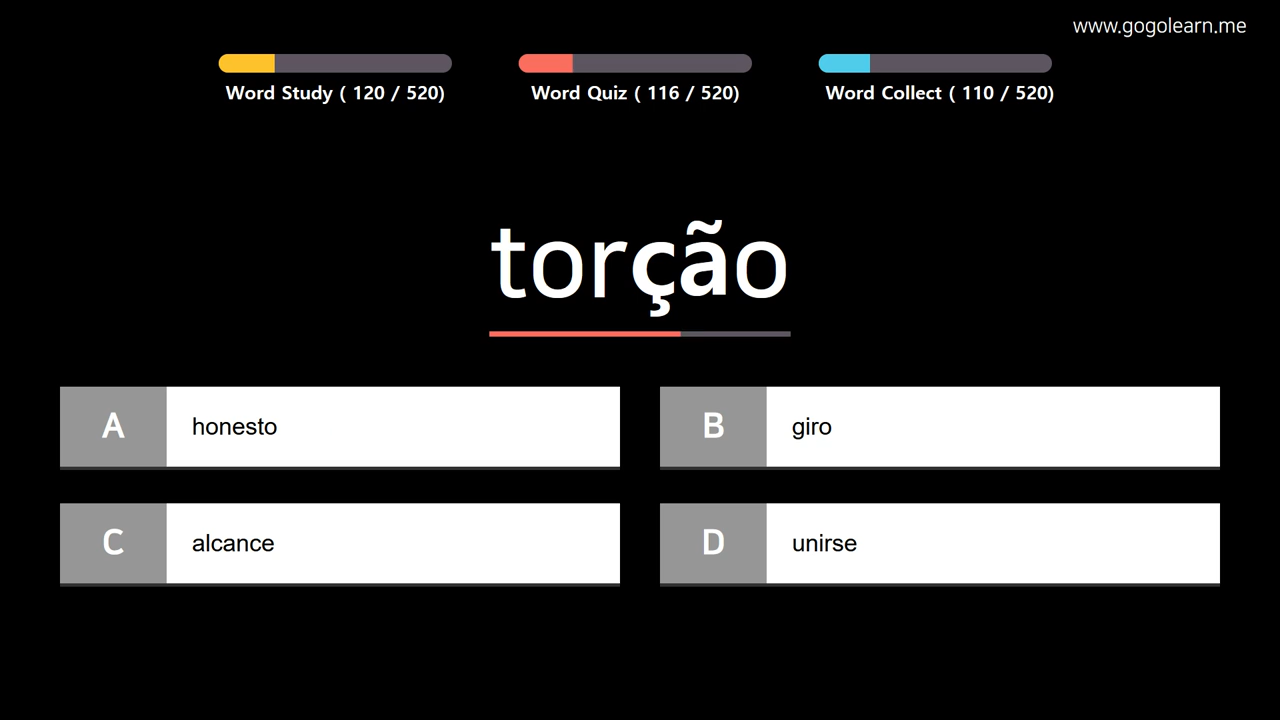 www.gogolearn.me
Word Study ( 120 / 520)
Word Quiz ( 116 / 520)
Word Collect ( 110 / 520)
torção
A honesto
B giro
C alcance
D unirse